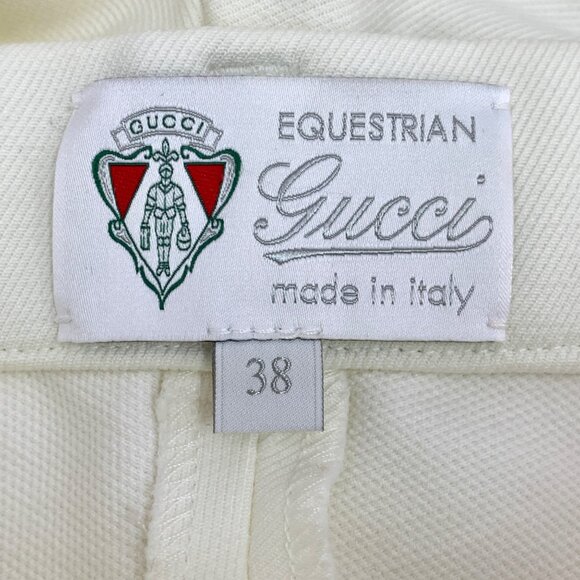 GUCCI
EQUESTRIAN
Gucci
made in italy
38